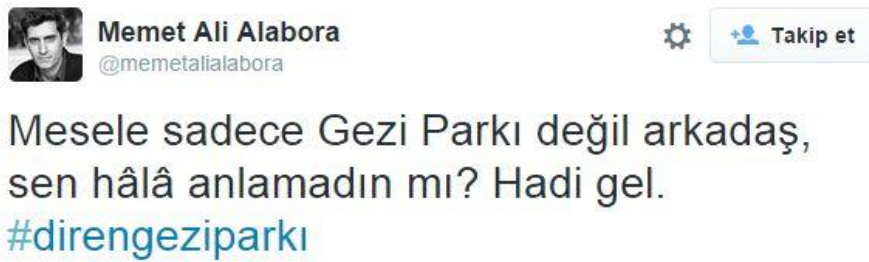 Memet Ali Alabora
@memetalialabora
Takip et
Mesele sadece Gezi Parkı değil arkadaş,
sen hâlâ anlamadın mı? Hadi gel.
#direngeziparkı